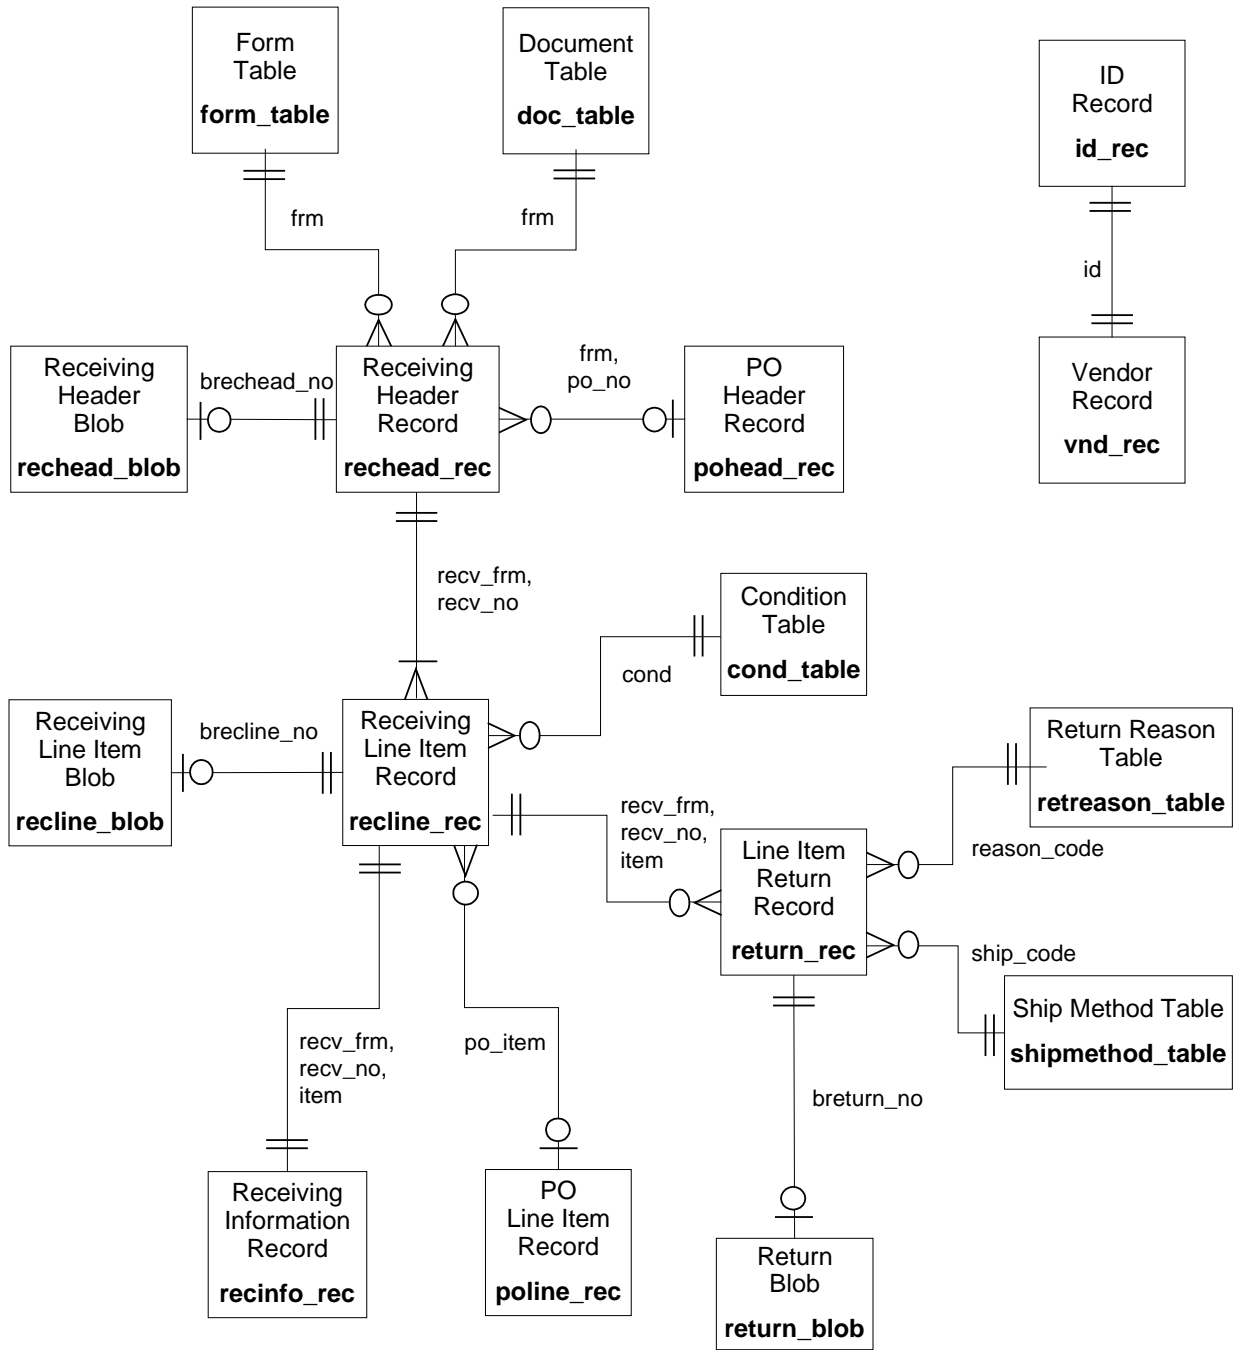 Form
Table
form_table
Document
Table
doc_table
ID
Record
id_rec
frm
frm
id
Receiving
Header
Blob
rechead_blob
brechead_no
Receiving
Header
Record
rechead_rec
frm,
po_no
PO
Header
Record
pohead_rec
Vendor
Record
vnd_rec
recv_frm,
recv_no
Condition
Table
cond_table
cond
Receiving
Line Item
Blob
recline_blob
brecline_no
Receiving
Line Item
Record
recline_rec
Return Reason
Table
retreason_table
recv_frm,
recv_no,
item
Line Item
Return
Record
return_rec
reason_code
ship_code
Ship Method Table
shipmethod_table
recv_frm,
recv_no,
item
po_item
breturn_no
Receiving
Information
Record
recinfo_rec
PO
Line Item
Record
poline_rec
Return
Blob
return_blob